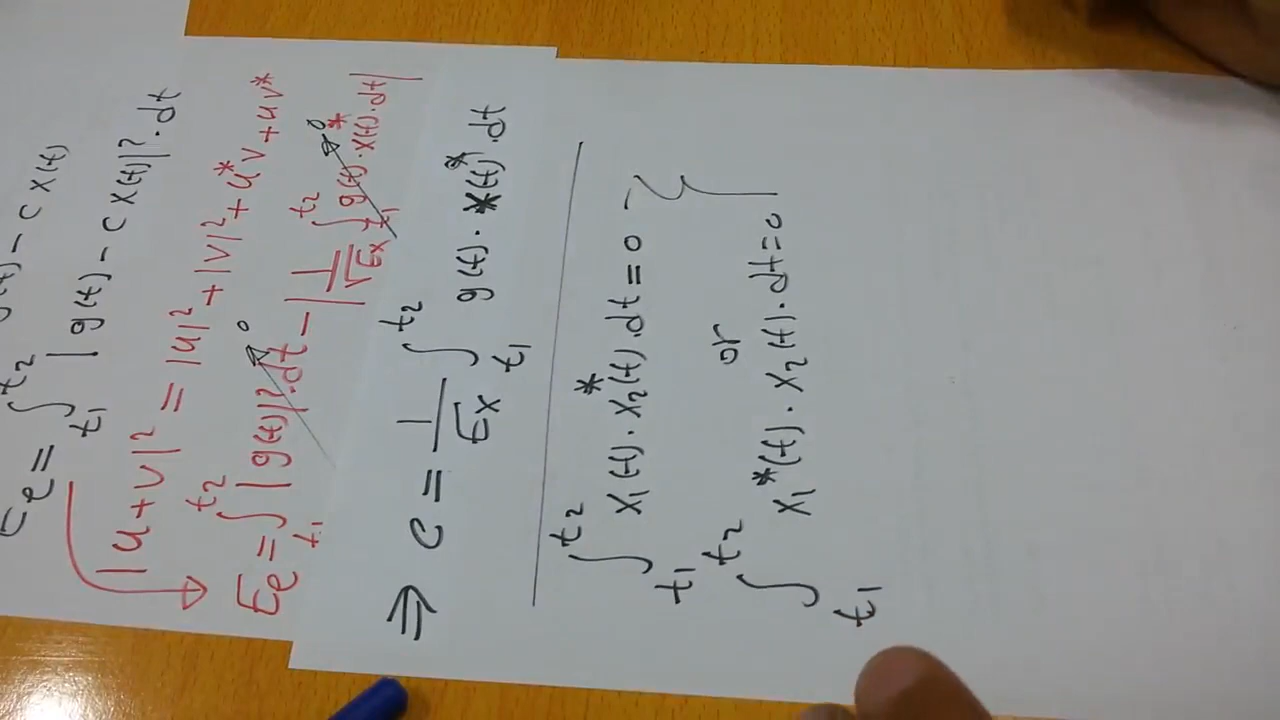 g(t) - c x(t)
Ee = ∫_{t1}^{t2} |g(t) - c x(t)|² . dt
|u+v|² = |u|² + |v|² + u*v + uv*
Ee = ∫_{t1}^{t2} |g(t)|² . dt - |1/√Ex ∫_{t1}^{t2} g(t) . x*(t) . dt|
⇒ c = 1/Ex ∫_{t1}^{t2} g(t) . x*(t) . dt
∫_{t1}^{t2} x1(t) . x2*(t) . dt = 0
or
∫_{t1}^{t2} x1*(t) . x2(t) . dt = 0